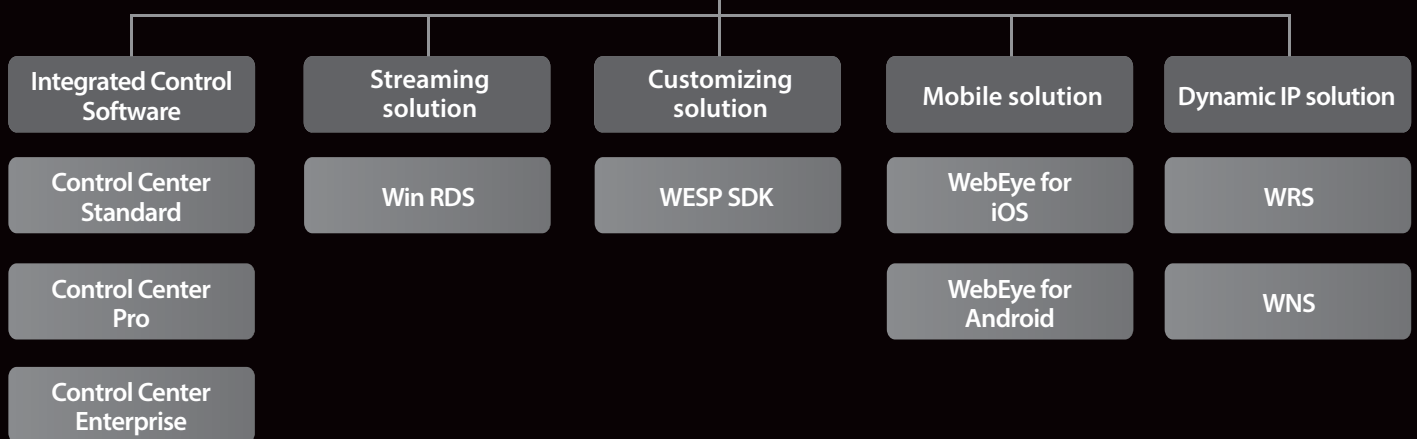 Integrated Control
Software
Streaming
solution
Customizing
solution
Mobile solution
Dynamic IP solution
Control Center
Standard
Win RDS
WESP SDK
WebEye for
iOS
WRS
Control Center
Pro
WebEye for
Android
WNS
Control Center
Enterprise